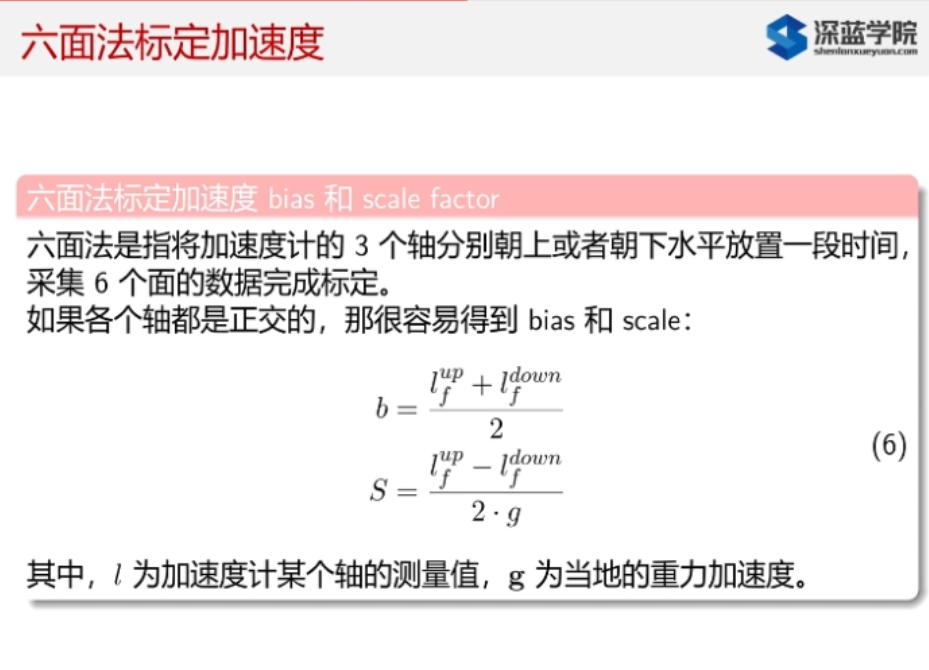 六面法标定加速度
深蓝学院
shenlanxueyuan.com
六面法标定加速度 bias 和 scale factor
六面法是指将加速度计的 3 个轴分别朝上或者朝下水平放置一段时间，
采集 6 个面的数据完成标定。
如果各个轴都是正交的，那很容易得到 bias 和 scale：
b = \frac{l_f^{up} + l_f^{down}}{2}
S = \frac{l_f^{up} - l_f^{down}}{2 \cdot g}
(6)
其中，l 为加速度计某个轴的测量值，g 为当地的重力加速度。